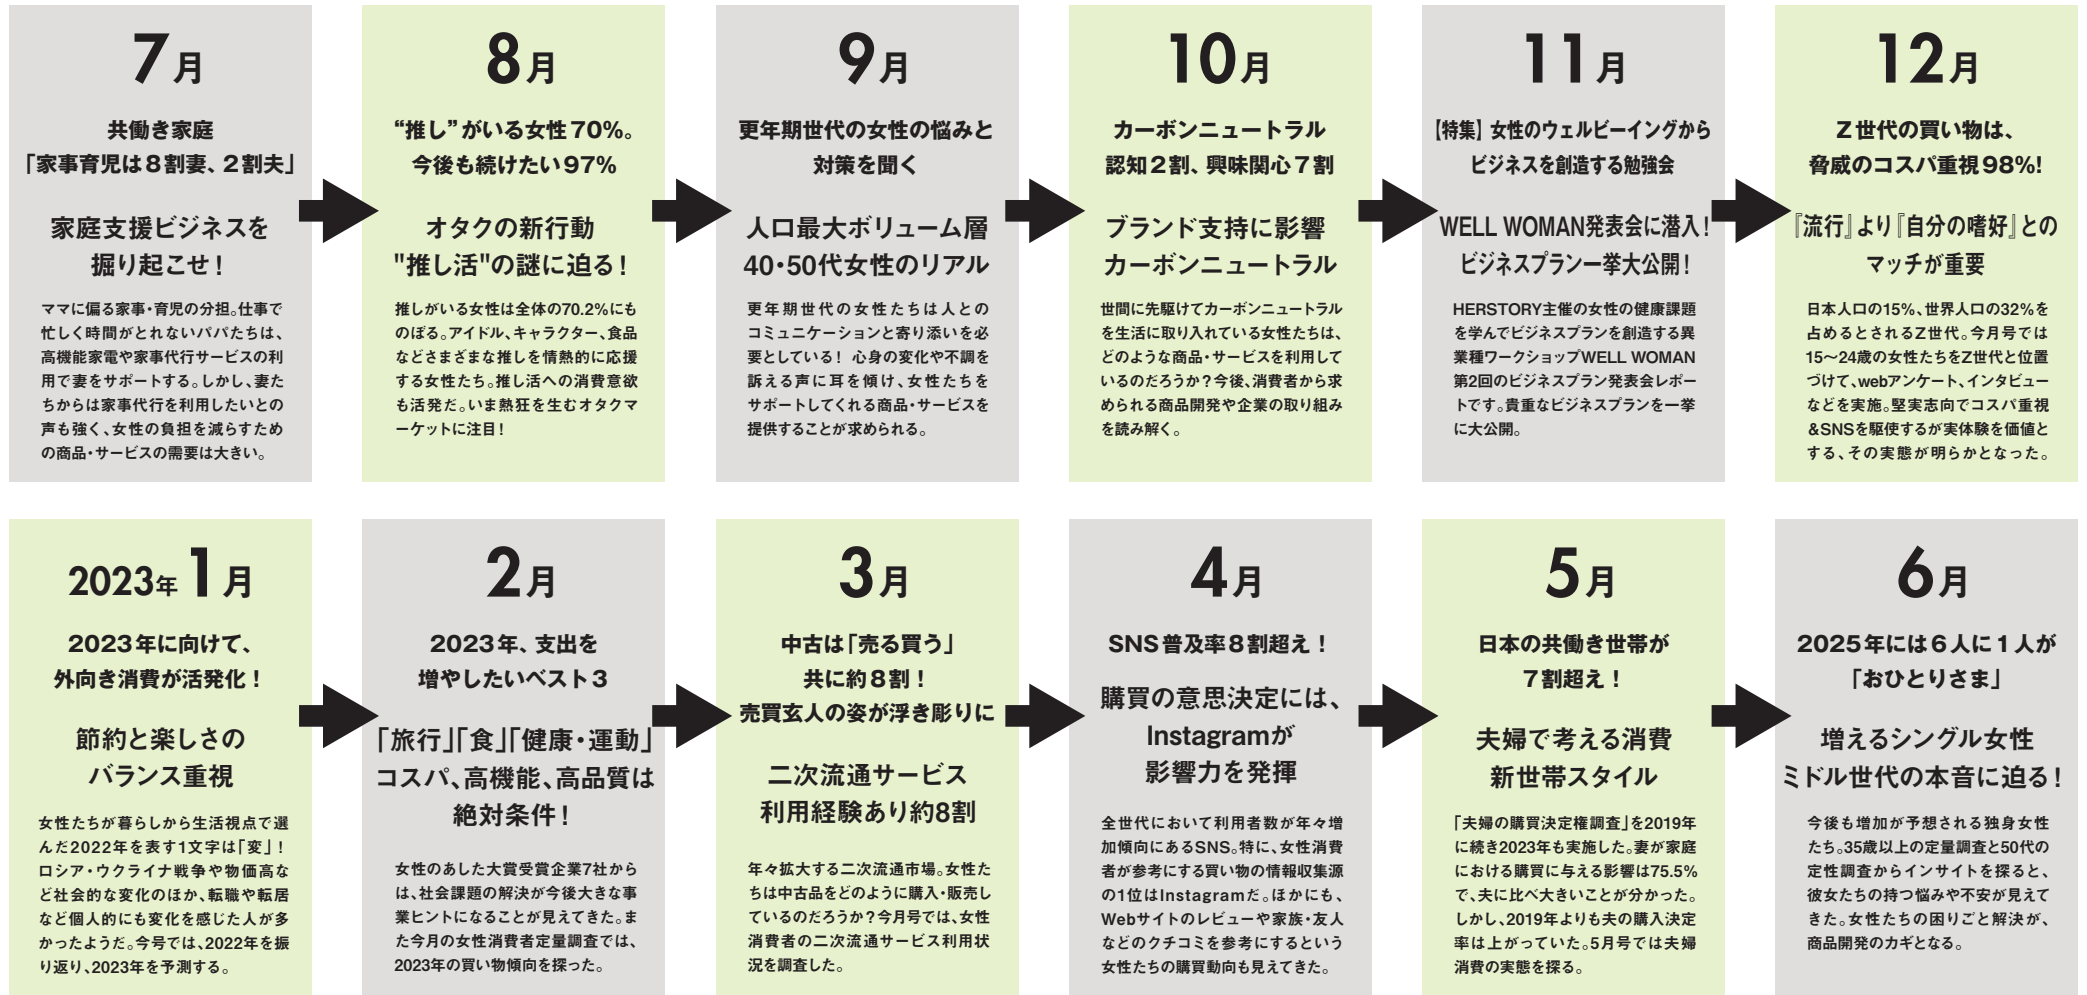 7月
共働き家庭
「家事育児は8割妻、2割夫」
家庭支援ビジネスを
掘り起こせ！
ママに偏る家事・育児の分担。仕事で
忙しく時間がとれないパパたちは、
高機能家電や家事代行サービスの利
用で妻をサポートする。しかし、妻た
ちからは家事代行を利用したいとの
声も強く、女性の負担を減らすため
の商品・サービスの需要は大きい。
8月
“推し”がいる女性70%。
今後も続けたい97%
オタクの新行動
"推し活"の謎に迫る！
推しがいる女性は全体の70.2%にも
のぼる。アイドル、キャラクター、食品
などさまざまな推しを情熱的に応援
する女性たち。推し活への消費意欲
も活発だ。いま熱狂を生むオタクマ
ーケットに注目！
9月
更年期世代の女性の悩みと
対策を聞く
人口最大ボリューム層
40・50代女性のリアル
更年期世代の女性たちは人との
コミュニケーションと寄り添いを必
要としている！ 心身の変化や不調を
訴える声に耳を傾け、女性たちを
サポートしてくれる商品・サービスを
提供することが求められる。
10月
カーボンニュートラル
認知2割、興味関心7割
ブランド支持に影響
カーボンニュートラル
世間に先駆けてカーボンニュートラル
を生活に取り入れている女性たちは、
どのような商品・サービスを利用して
いるのだろうか？今後、消費者から求
められる商品開発や企業の取り組み
を読み解く。
11月
【特集】女性のウェルビーイングから
ビジネスを創造する勉強会
WELL WOMAN発表会に潜入！
ビジネスプラン一挙大公開！
HERSTORY主催の女性の健康課題
を学んでビジネスプランを創造する異
業種ワークショップWELL WOMAN
第2回のビジネスプラン発表会レポー
トです。貴重なビジネスプランを一挙
に大公開。
12月
Z世代の買い物は、
脅威のコスパ重視98%!
『流行』より『自分の嗜好』との
マッチが重要
日本人口の15%、世界人口の32%を
占めるとされるZ世代。今月号では
15〜24歳の女性たちをZ世代と位置
づけて、webアンケート、インタビュー
などを実施。堅実志向でコスパ重視
&SNSを駆使するが実体験を価値と
する、その実態が明らかとなった。
2023年 1月
2023年に向けて、
外向き消費が活発化！
節約と楽しさの
バランス重視
女性たちが暮らしから生活視点で選
んだ2022年を表す1文字は「変」！
ロシア・ウクライナ戦争や物価高な
ど社会的な変化のほか、転職や転居
など個人的にも変化を感じた人が多
かったようだ。今号では、2022年を振
り返り、2023年を予測する。
2月
2023年、支出を
増やしたいベスト3
「旅行」「食」「健康・運動」
コスパ、高機能、高品質は
絶対条件！
女性のあした大賞受賞企業7社から
は、社会課題の解決が今後大きな事
業ヒントになることが見えてきた。ま
た今月の女性消費者定量調査では、
2023年の買い物傾向を探った。
3月
中古は「売る買う」
共に約8割！
売買玄人の姿が浮き彫りに
二次流通サービス
利用経験あり約8割
年々拡大する二次流通市場。女性た
ちは中古品をどのように購入・販売し
ているのだろうか？今月号では、女性
消費者の二次流通サービス利用状
況を調査した。
4月
SNS普及率8割超え！
購買の意思決定には、
Instagramが
影響力を発揮
全世代において利用者数が年々増
加傾向にあるSNS。特に、女性消費
者が参考にする買い物の情報収集源
の1位はInstagramだ。ほかにも、
Webサイトのレビューや家族・友人
などのクチコミを参考にするという
女性たちの購買動向も見えてきた。
5月
日本の共働き世帯が
7割超え！
夫婦で考える消費
新世帯スタイル
「夫婦の購買決定権調査」を2019年
に続き2023年も実施した。妻が家庭
における購買に与える影響は75.5%
で、夫に比べ大きいことが分かった。
しかし、2019年よりも夫の購入決定
率は上がっていた。5月号では夫婦
消費の実態を探る。
6月
2025年には6人に1人が
「おひとりさま」
増えるシングル女性
ミドル世代の本音に迫る！
今後も増加が予想される独身女性
たち。35歳以上の定量調査と50代の
定性調査からインサイトを探ると、
彼女たちの持つ悩みや不安が見えて
きた。女性たちの困りごと解決が、
商品開発のカギとなる。